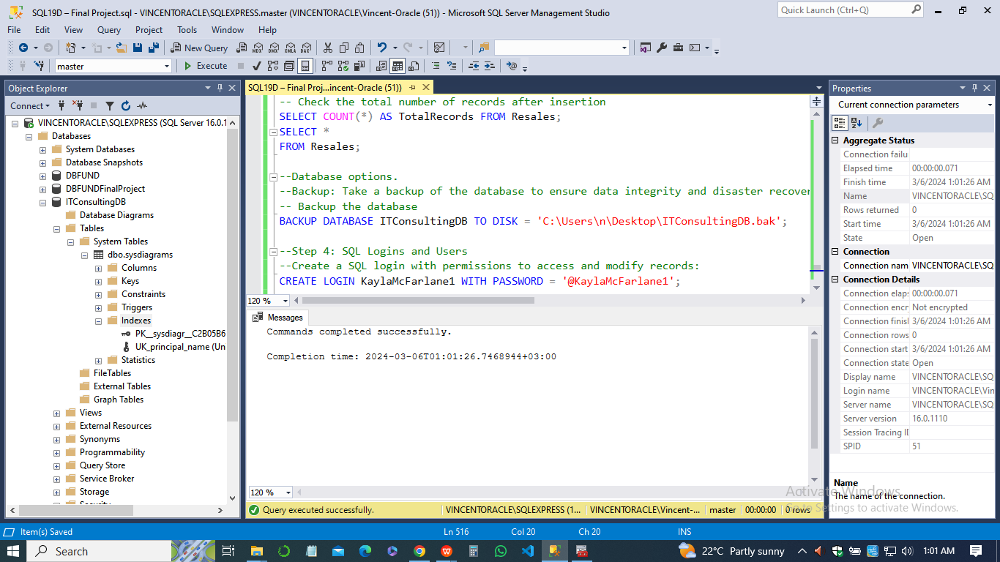 SQL19D – Final Project.sql - VINCENTORACLE\SQLEXPRESS.master (VINCENTORACLE\Vincent-Oracle (51)) - Microsoft SQL Server Management Studio
Quick Launch (Ctrl+Q)
File Edit View Query Project Tools Window Help
New Query
MDX DMX XMLA DAX
master
Execute
Object Explorer
Connect
VINCENTORACLE\SQLEXPRESS (SQL Server 16.0.1
Databases
System Databases
Database Snapshots
DBFUND
DBFUNDFinalProject
ITConsultingDB
Database Diagrams
Tables
System Tables
dbo.sysdiagrams
Columns
Keys
Constraints
Triggers
Indexes
PK__sysdiagr__C2B05B6
UK_principal_name (Un
Statistics
FileTables
External Tables
Graph Tables
Views
External Resources
Synonyms
Programmability
Query Store
Service Broker
Storage
Security
SQL19D – Final Proj...incent-Oracle (51))
-- Check the total number of records after insertion
SELECT COUNT(*) AS TotalRecords FROM Resales;
SELECT *
FROM Resales;
--Database options.
--Backup: Take a backup of the database to ensure data integrity and disaster recover
-- Backup the database
BACKUP DATABASE ITConsultingDB TO DISK = 'C:\Users\n\Desktop\ITConsultingDB.bak';
--Step 4: SQL Logins and Users
--Create a SQL login with permissions to access and modify records:
CREATE LOGIN KaylaMcFarlane1 WITH PASSWORD = '@KaylaMcFarlane1';
120 %
Messages
Commands completed successfully.
Completion time: 2024-03-06T01:01:26.7468944+03:00
120 %
Query executed successfully.
VINCENTORACLE\SQLEXPRESS (1... VINCENTORACLE\Vincent-... master 00:00:00 0 rows
Properties
Current connection parameters
Aggregate Status
Connection failu
Elapsed time 00:00:00.071
Finish time 3/6/2024 1:01:26 AM
Name VINCENTORACLE\SQ
Rows returned 0
Start time 3/6/2024 1:01:26 AM
State Open
Connection
Connection nam VINCENTORACLE\SQ
Connection Details
Connection elaps 00:00:00.071
Connection encry Not encrypted
Connection finish 3/6/2024 1:01:26 AM
Connection rows 0
Connection start 3/6/2024 1:01:26 AM
Connection state Open
Display name VINCENTORACLE\SQ
Login name VINCENTORACLE\Vin
Server name VINCENTORACLE\SQ
Server version 16.0.1110
Session Tracing ID
SPID 51
Name
The name of the connection.
Activate Windows
Go to Settings to activate Windows.
Item(s) Saved Ln 516 Col 20 Ch 20 INS
Search
22°C Partly sunny
1:01 AM